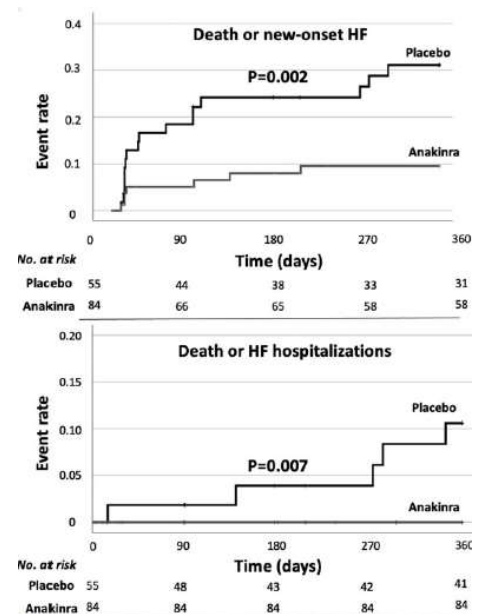 0.4
Death or new-onset HF
Placebo
0.3
P=0.002
0.2
Event rate
Anakinra
0.1
0
0 90 180 270 360
No. at risk Time (days)
Placebo 55 44 38 33 31
Anakinra 84 66 65 58 58
0.20
Death or HF hospitalizations
0.15
Placebo
0.10
Event rate
P=0.007
0.05
Anakinra
0
0 90 180 270 360
No. at risk Time (days)
Placebo 55 48 43 42 41
Anakinra 84 84 84 84 84